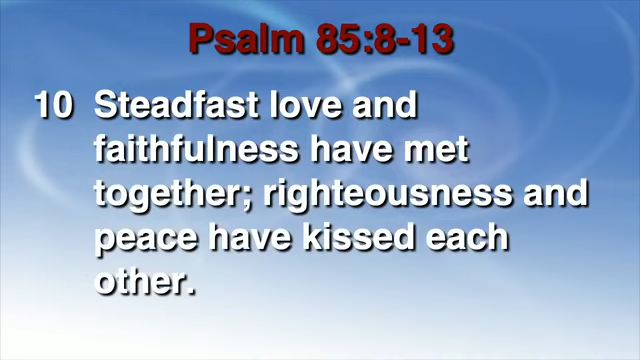 Psalm 85:8-13
10 Steadfast love and
faithfulness have met
together; righteousness and
peace have kissed each
other.